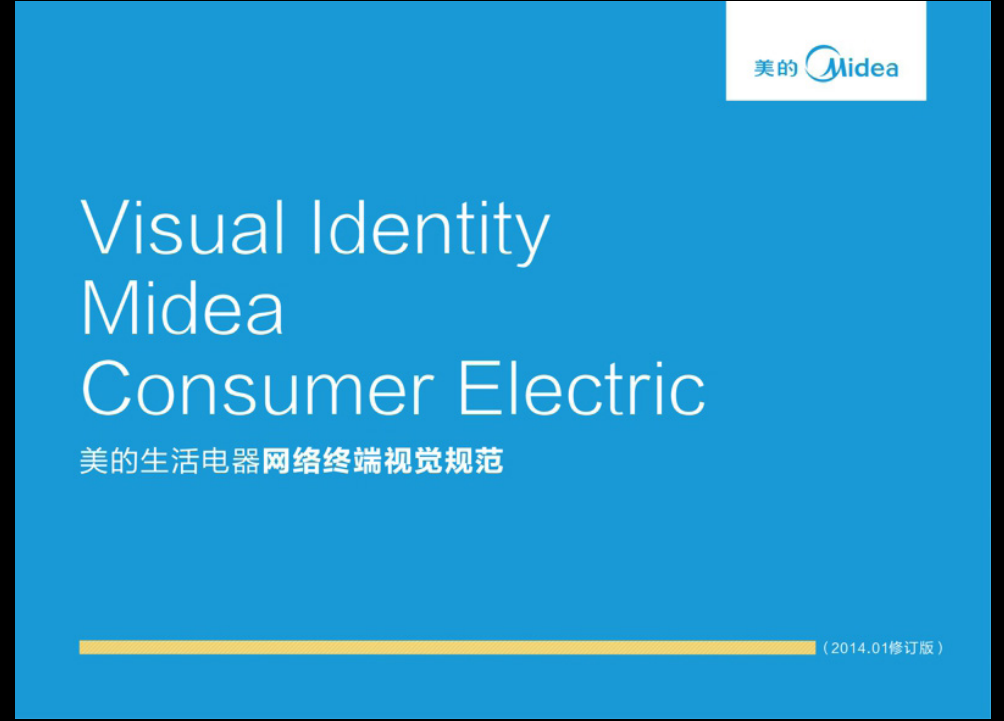 美的 Midea
Visual Identity
Midea
Consumer Electric
美的生活电器网络终端视觉规范
（2014.01修订版）